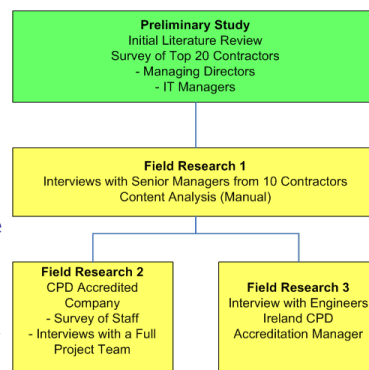 Preliminary Study
Initial Literature Review
Survey of Top 20 Contractors
- Managing Directors
- IT Managers
Field Research 1
Interviews with Senior Managers from 10 Contractors
Content Analysis (Manual)
Field Research 2
CPD Accredited
Company
- Survey of Staff
- Interviews with a Full
Project Team
Field Research 3
Interview with Engineers
Ireland CPD
Accreditation Manager